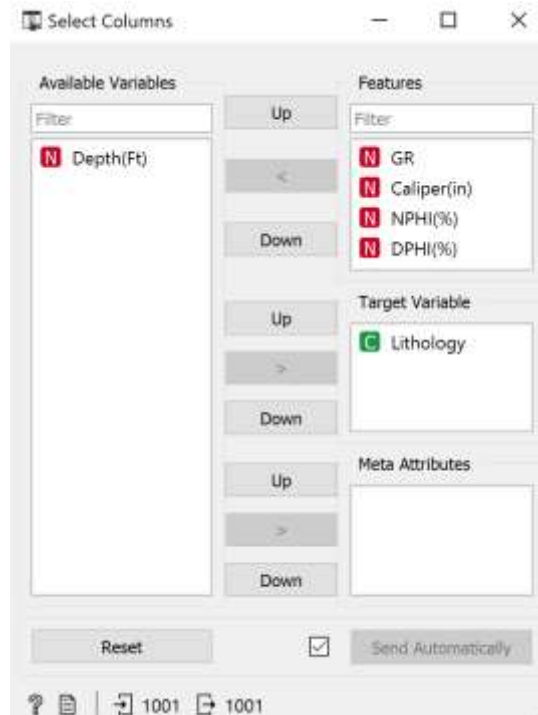 Select Columns
Available Variables
Filter
N Depth(Ft)
Up
<
Down
Up
>
Down
Up
>
Down
Features
Filter
N GR
N Caliper(in)
N NPHI(%)
N DPHI(%)
Target Variable
C Lithology
Meta Attributes
Reset
Send Automatically
? 1001 1001